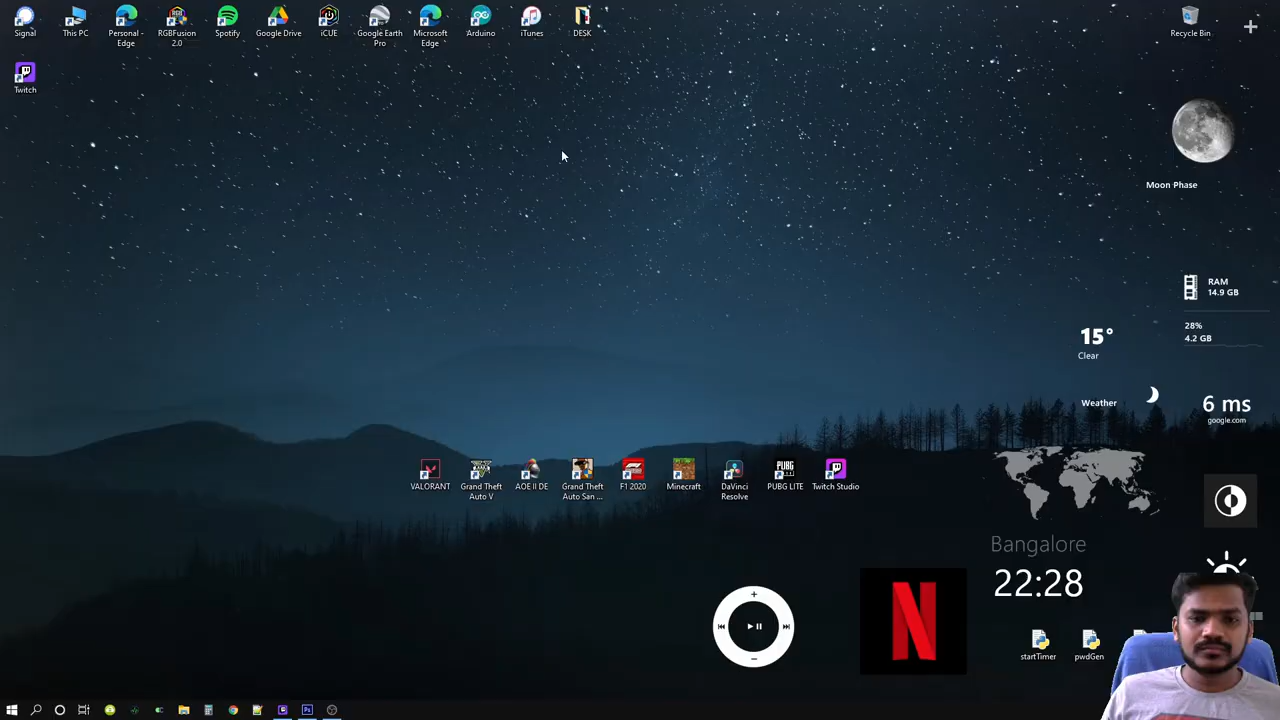 Signal
This PC
Personal -
Edge
RGBFusion
2.0
Spotify
Google Drive
iCUE
Google Earth
Pro
Microsoft
Edge
Arduino
iTunes
DESK
Recycle Bin
Twitch
Moon Phase
RAM
14.9 GB
28%
4.2 GB
15°
Clear
Weather
6 ms
google.com
VALORANT
Grand Theft
Auto V
AOE II DE
Grand Theft
Auto San ...
F1 2020
Minecraft
DaVinci
Resolve
PUBG LITE
Twitch Studio
Bangalore
22:28
startTimer
pwdGen